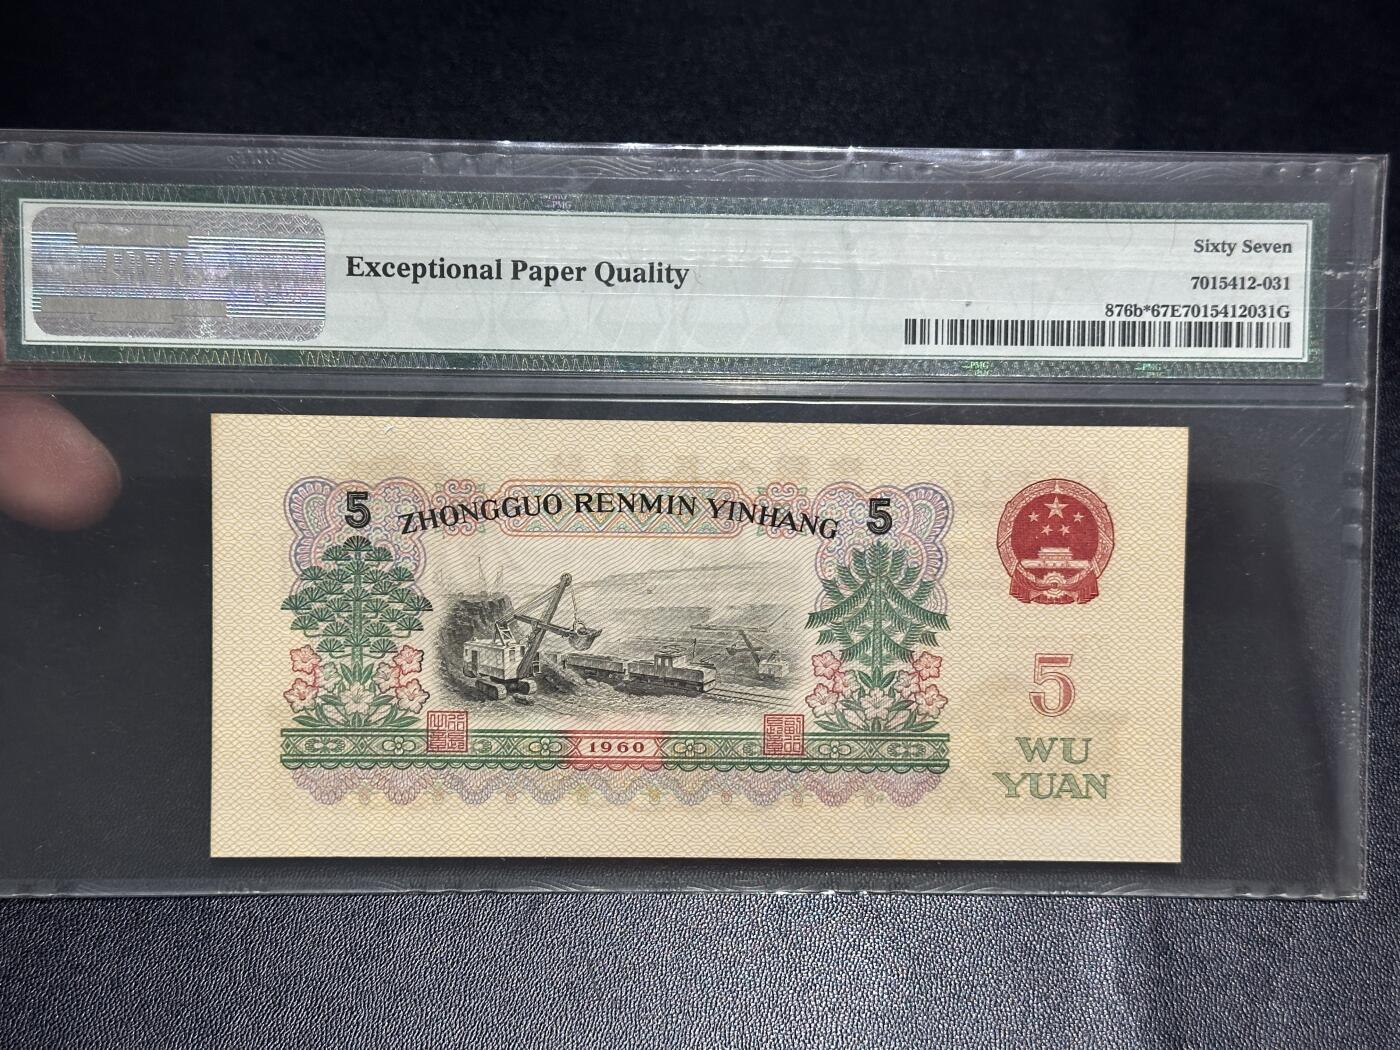 Exceptional Paper Quality
Sixty Seven
7015412-031
876b*67E7015412031G
5
ZHONGGUO RENMIN YINHANG
5
1960
5
WU
YUAN